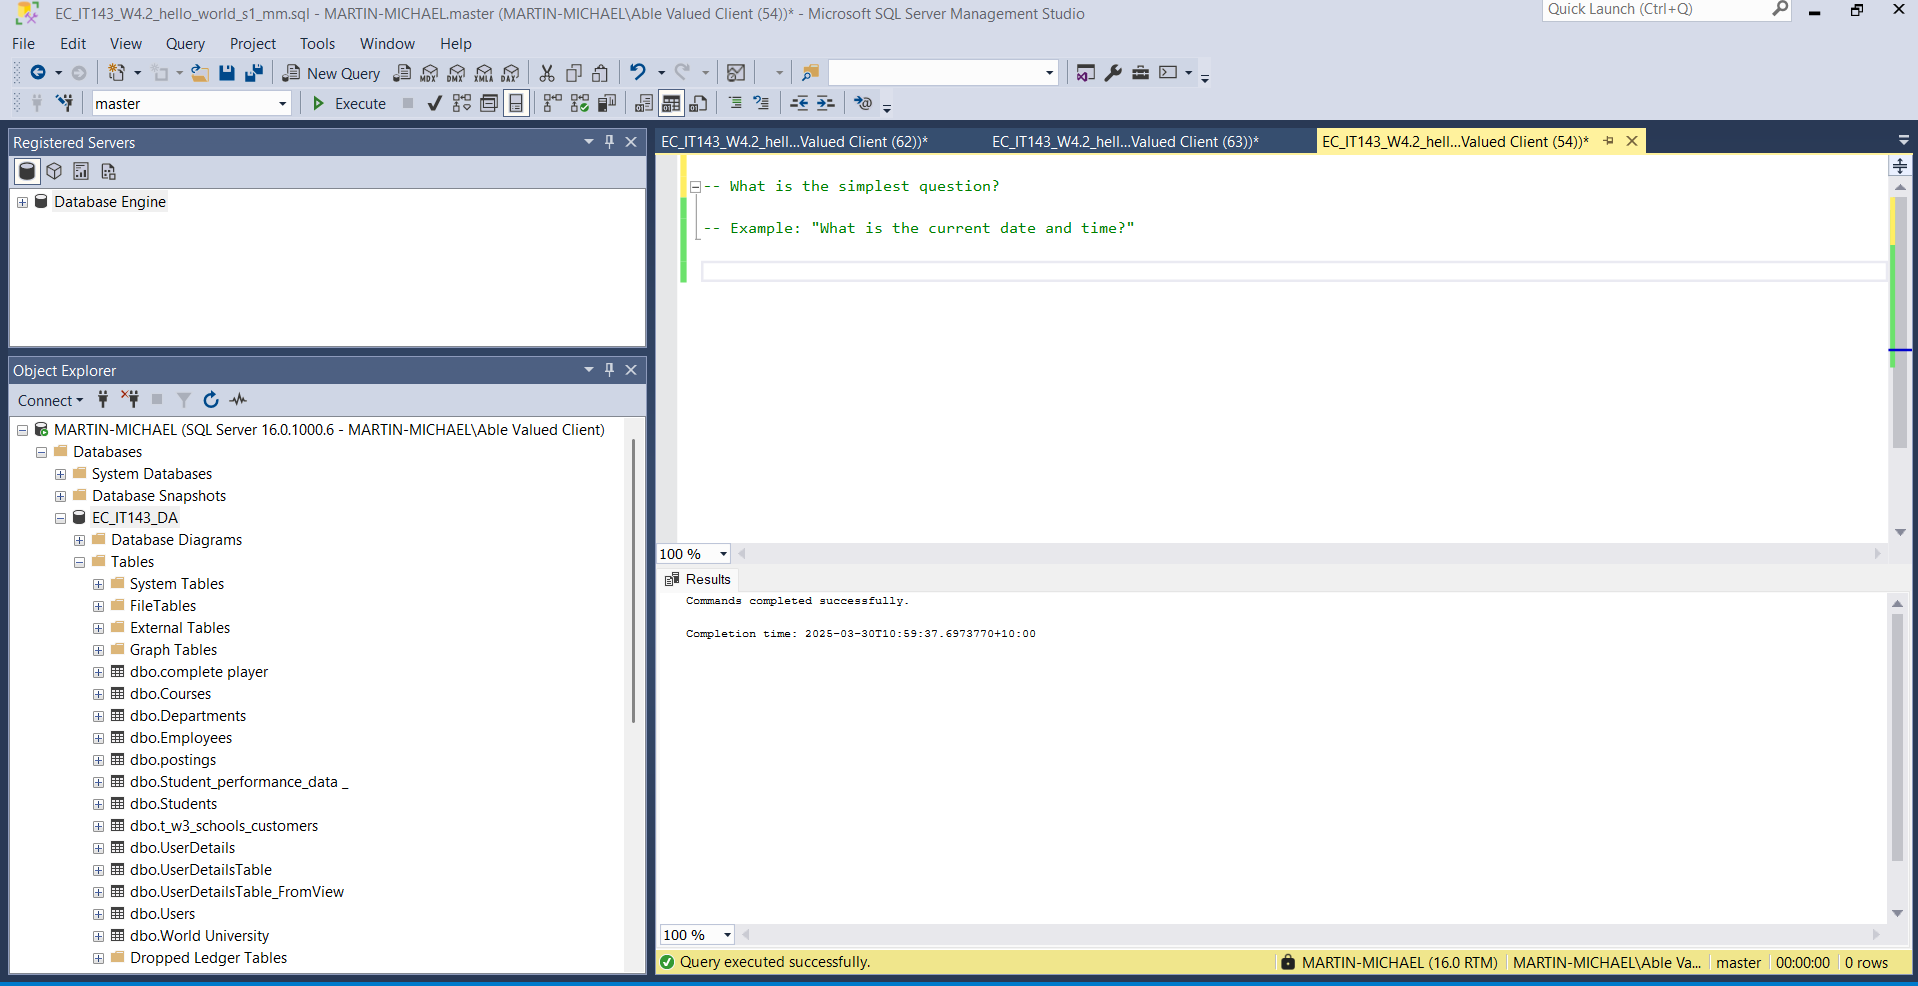 EC_IT143_W4.2_hello_world_s1_mm.sql - MARTIN-MICHAEL.master (MARTIN-MICHAEL\Able Valued Client (54))* - Microsoft SQL Server Management Studio
Quick Launch (Ctrl+Q)
File Edit View Query Project Tools Window Help
New Query MDX DMX XMLA DAX
master Execute
Registered Servers
Database Engine
EC_IT143_W4.2_hell...Valued Client (62))* EC_IT143_W4.2_hell...Valued Client (63))* EC_IT143_W4.2_hell...Valued Client (54))*
-- What is the simplest question?
-- Example: "What is the current date and time?"
100 %
Object Explorer
Connect
MARTIN-MICHAEL (SQL Server 16.0.1000.6 - MARTIN-MICHAEL\Able Valued Client)
Databases
System Databases
Database Snapshots
EC_IT143_DA
Database Diagrams
Tables
System Tables
FileTables
External Tables
Graph Tables
dbo.complete player
dbo.Courses
dbo.Departments
dbo.Employees
dbo.postings
dbo.Student_performance_data _
dbo.Students
dbo.t_w3_schools_customers
dbo.UserDetails
dbo.UserDetailsTable
dbo.UserDetailsTable_FromView
dbo.Users
dbo.World University
Dropped Ledger Tables
Results
Commands completed successfully.
Completion time: 2025-03-30T10:59:37.6973770+10:00
100 %
Query executed successfully. MARTIN-MICHAEL (16.0 RTM) MARTIN-MICHAEL\Able Va... master 00:00:00 0 rows